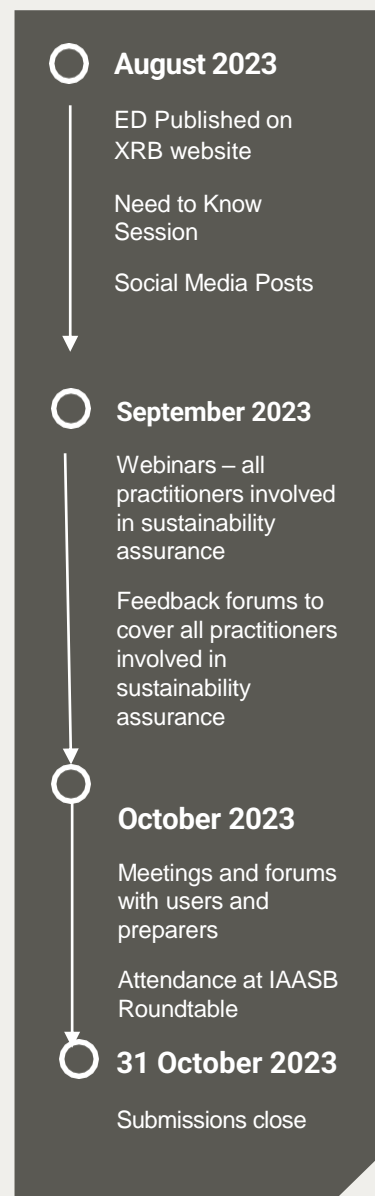 August 2023
ED Published on
XRB website
Need to Know
Session
Social Media Posts
September 2023
Webinars – all
practitioners involved
in sustainability
assurance
Feedback forums to
cover all practitioners
involved in
sustainability
assurance
October 2023
Meetings and forums
with users and
preparers
Attendance at IAASB
Roundtable
31 October 2023
Submissions close